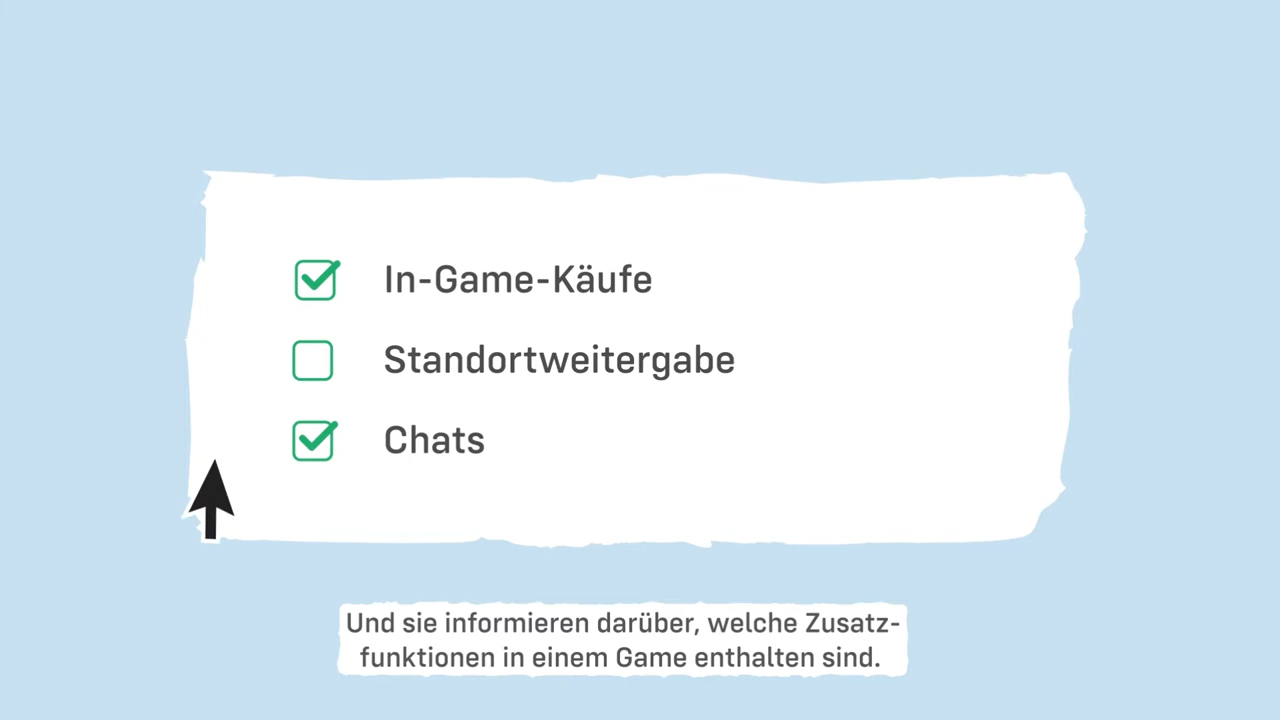 In-Game-Käufe
Standortweitergabe
Chats
Und sie informieren darüber, welche Zusatz-
funktionen in einem Game enthalten sind.